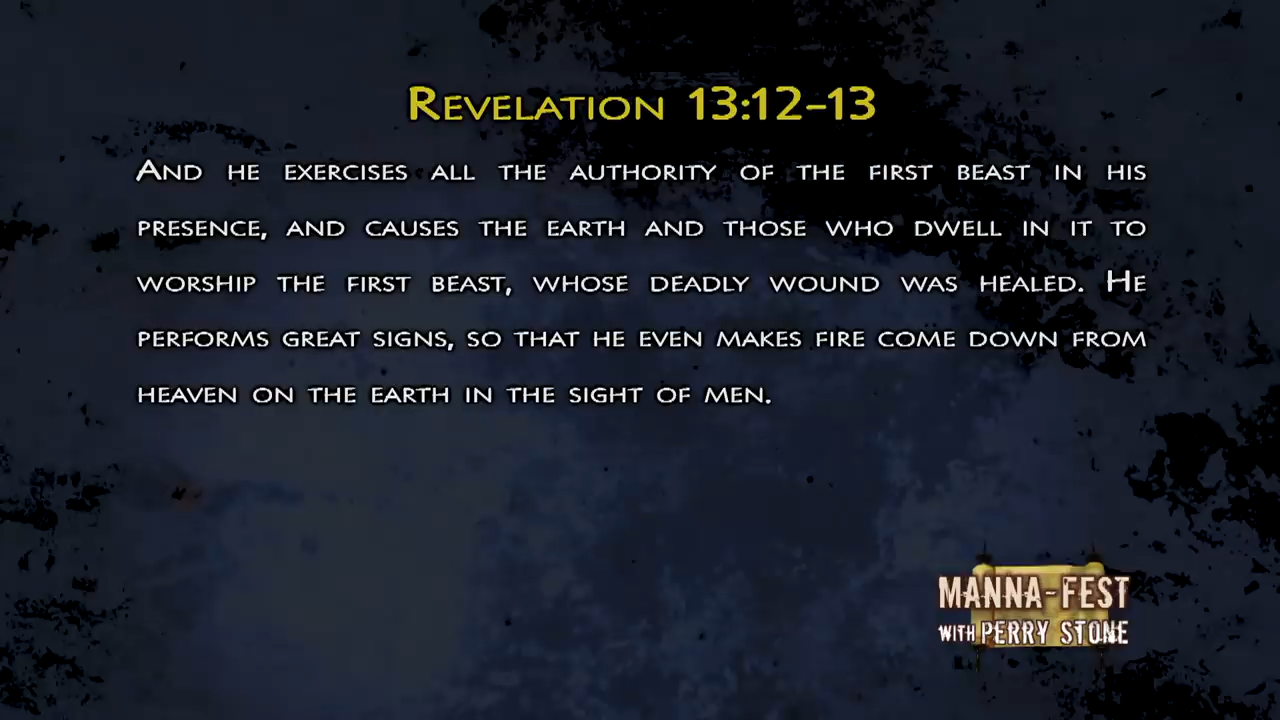 Revelation 13:12-13
And he exercises all the authority of the first beast in his
presence, and causes the earth and those who dwell in it to
worship the first beast, whose deadly wound was healed. He
performs great signs, so that he even makes fire come down from
heaven on the earth in the sight of men.
MANNA-FEST
WITH PERRY STONE